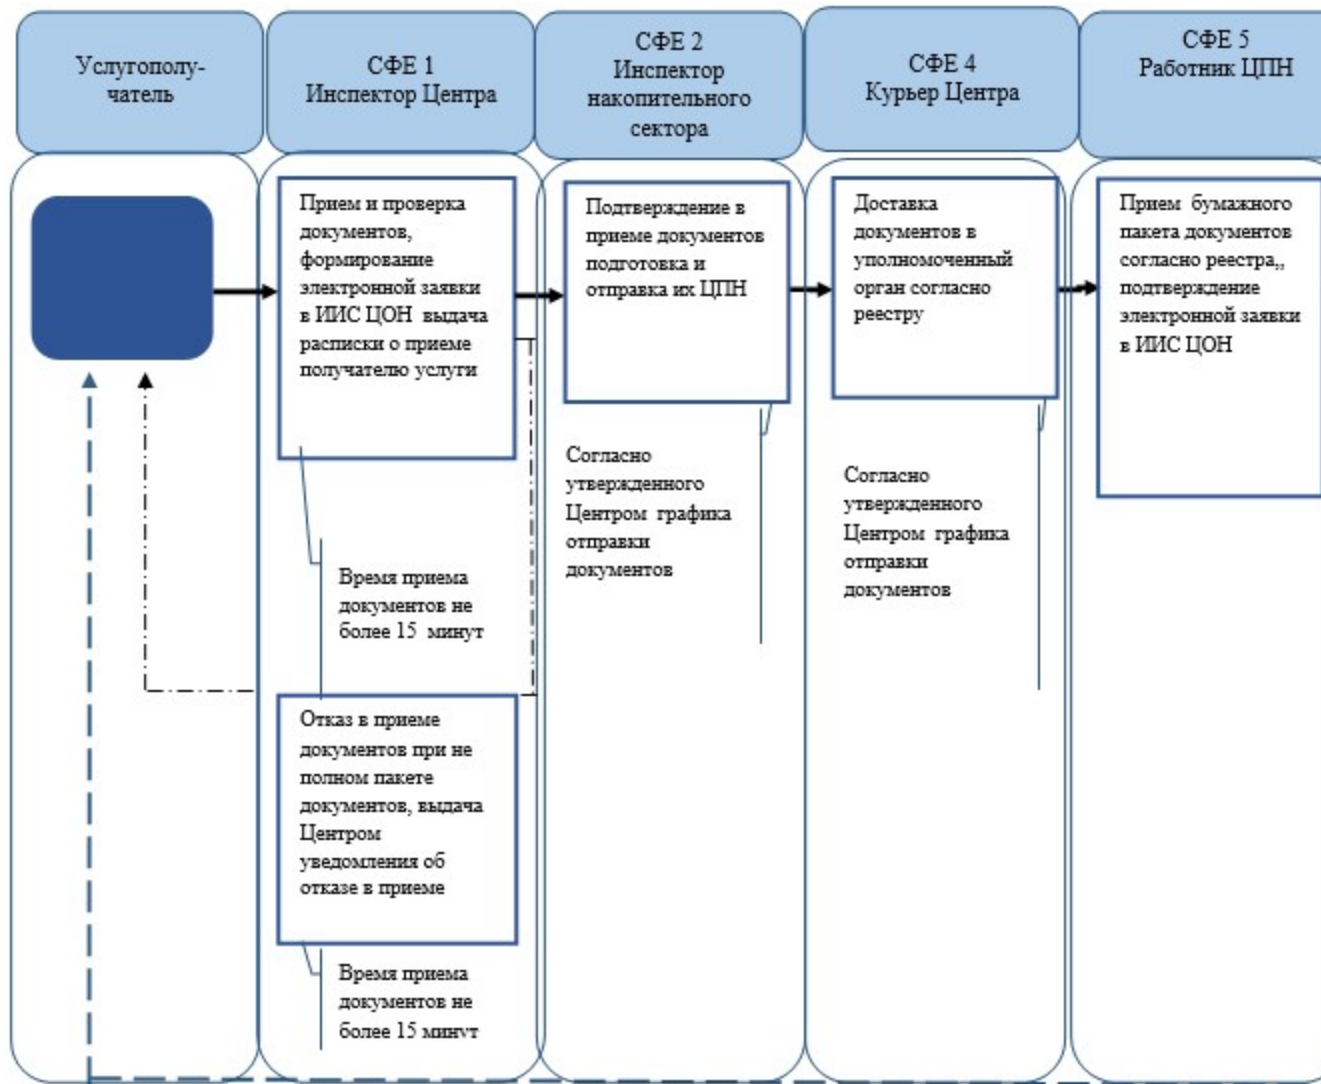 Услугополу-
чатель
СФЕ 1
Инспектор Центра
СФЕ 2
Инспектор
накопительного
сектора
СФЕ 4
Курьер Центра
СФЕ 5
Работник ЦПН
Прием и проверка
документов,
формирование
электронной заявки
в ИИС ЦОН выдача
расписки о приеме
получателю услуги
Время приема
документов не
более 15 минут
Отказ в приеме
документов при не
полном пакете
документов, выдача
Центром
уведомления об
отказе в приеме
Время приема
документов не
более 15 минут
Подтверждение в
приеме документов
подготовка и
отправка их ЦПН
Согласно
утвержденного
Центром графика
отправки
документов
Доставка
документов в
уполномоченный
орган согласно
реестру
Согласно
утвержденного
Центром графика
отправки
документов
Прием бумажного
пакета документов
согласно реестра,,
подтверждение
электронной заявки
в ИИС ЦОН